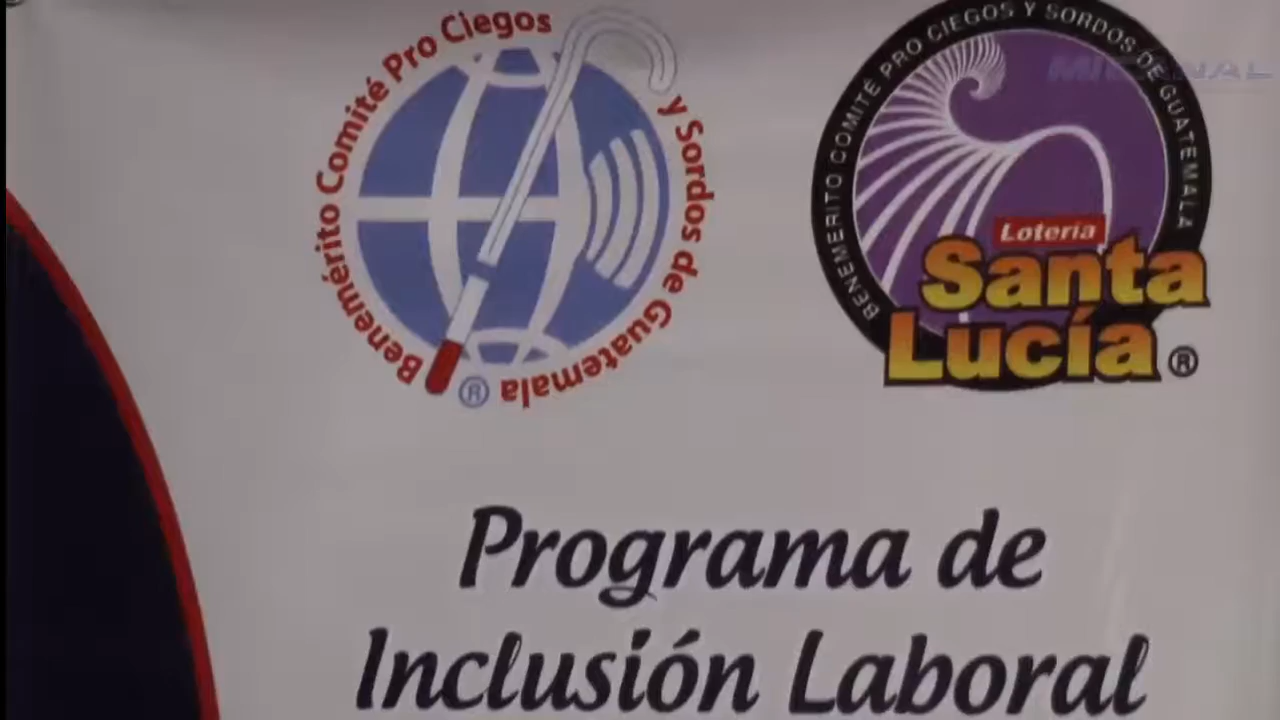 Benemérito Comité Pro Ciegos y Sordos de Guatemala ®
BENEMERITO COMITÉ PRO CIEGOS Y SORDOS DE GUATEMALA
Lotería
Santa
Lucía ®
Programa de
Inclusión Laboral